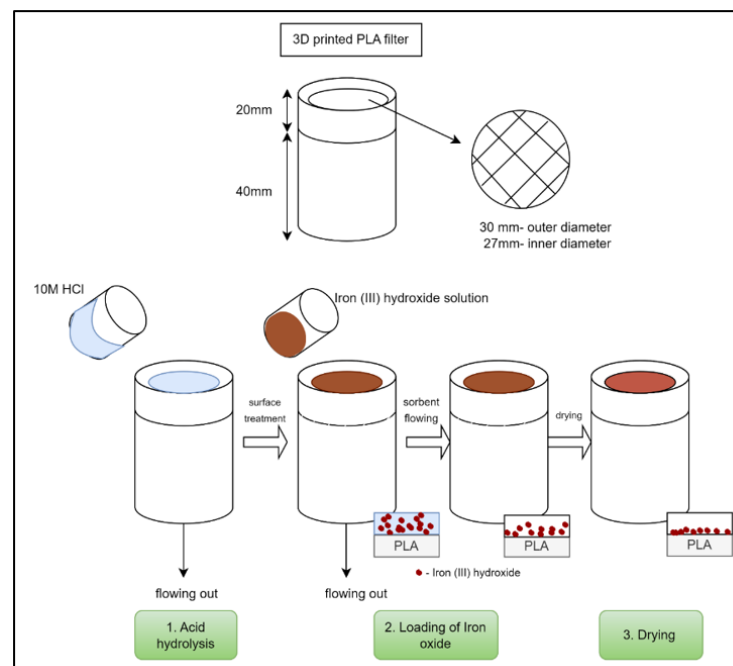 3D printed PLA filter
20mm
40mm
30 mm- outer diameter
27mm- inner diameter
10M HCl
Iron (III) hydroxide solution
surface
treatment
sorbent
flowing
drying
PLA
PLA
PLA
- Iron (III) hydroxide
flowing out
flowing out
1. Acid
hydrolysis
2. Loading of Iron
oxide
3. Drying